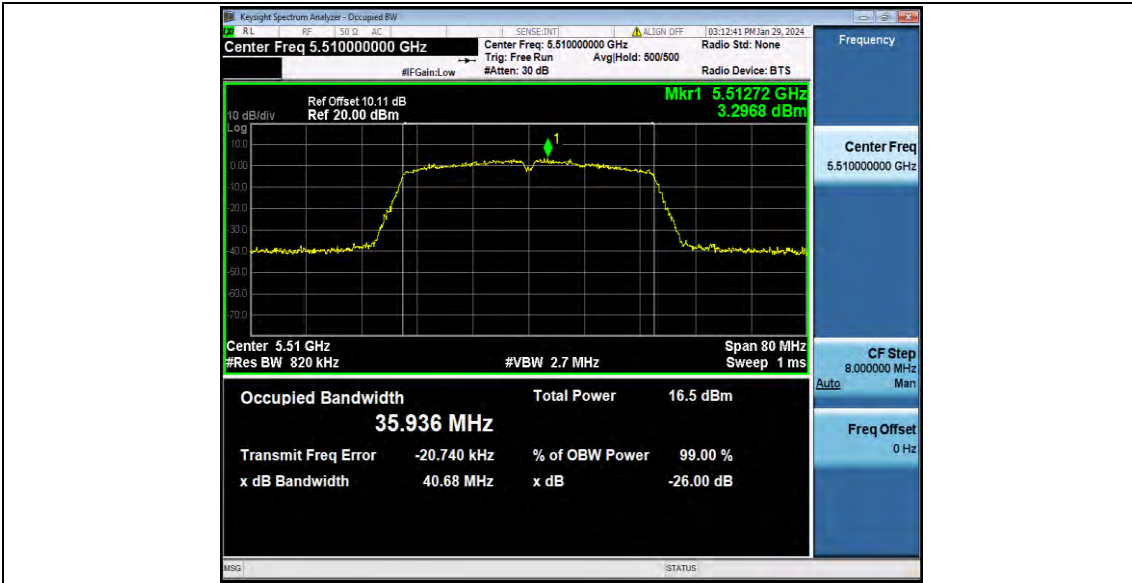 Keysight Spectrum Analyzer - Occupied BW
RL RF 50 Ω AC SENSE:INT ALIGN OFF 03:12:41 PM Jan 29, 2024
Center Freq 5.510000000 GHz
Center Freq: 5.510000000 GHz Radio Std: None
Trig: Free Run Avg|Hold: 500/500
#IFGain:Low #Atten: 30 dB Radio Device: BTS
Mkr1 5.51272 GHz
3.2968 dBm
Ref Offset 10.11 dB
10 dB/div Ref 20.00 dBm
Log
10.0
1
0.00
-10.0
-20.0
-30.0
-40.0
-50.0
-60.0
-70.0
Center 5.51 GHz Span 80 MHz
#Res BW 820 kHz #VBW 2.7 MHz Sweep 1 ms
Occupied Bandwidth Total Power 16.5 dBm
35.936 MHz
Transmit Freq Error -20.740 kHz % of OBW Power 99.00 %
x dB Bandwidth 40.68 MHz x dB -26.00 dB
MSG STATUS
Frequency
Center Freq
5.510000000 GHz
CF Step
8.000000 MHz
Auto Man
Freq Offset
0 Hz